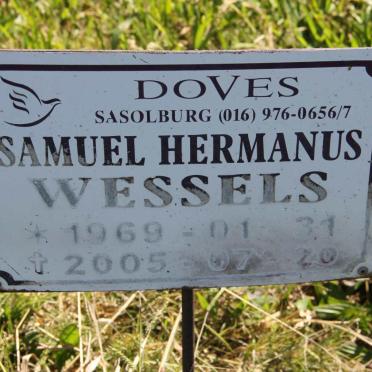 DOVES
SASOLBURG (016) 976-0656/7
SAMUEL HERMANUS
WESSELS
* 1969 - 01 - 31
† 2005 - 07 - 20